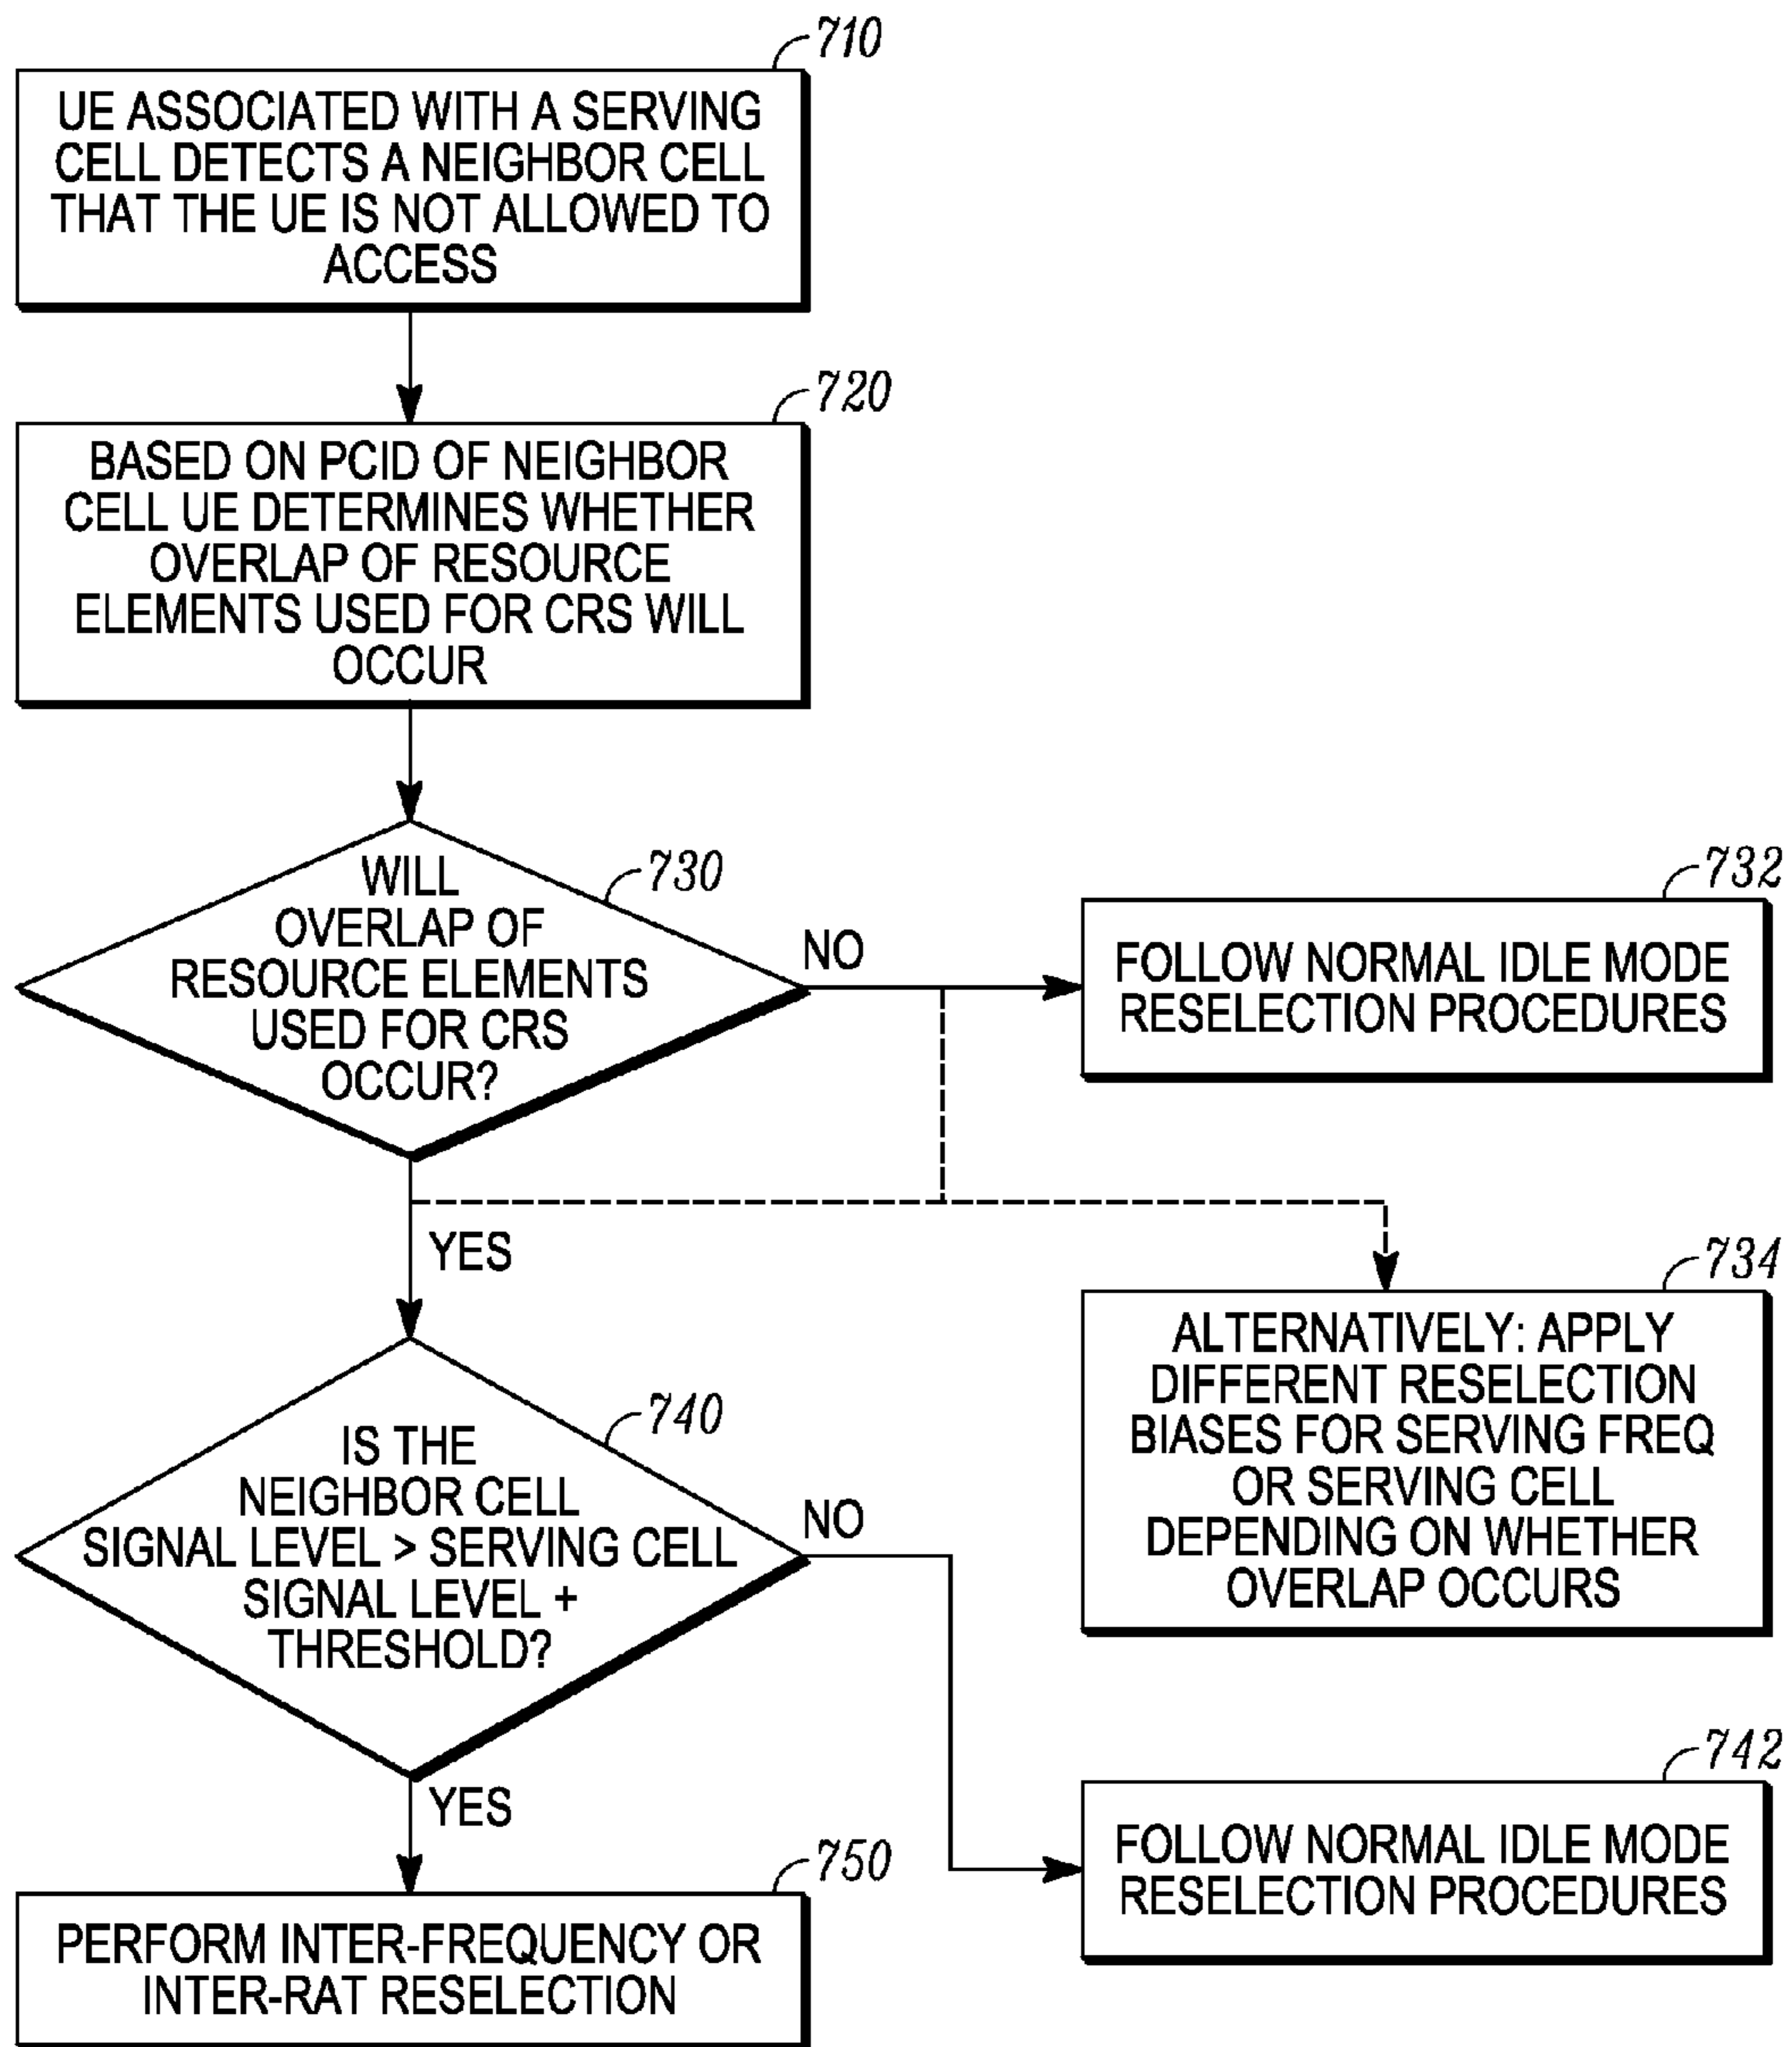 710
UE ASSOCIATED WITH A SERVING
CELL DETECTS A NEIGHBOR CELL
THAT THE UE IS NOT ALLOWED TO
ACCESS
720
BASED ON PCID OF NEIGHBOR
CELL UE DETERMINES WHETHER
OVERLAP OF RESOURCE
ELEMENTS USED FOR CRS WILL
OCCUR
730
WILL
OVERLAP OF
RESOURCE ELEMENTS
USED FOR CRS
OCCUR?
NO
732
FOLLOW NORMAL IDLE MODE
RESELECTION PROCEDURES
YES
734
ALTERNATIVELY: APPLY
DIFFERENT RESELECTION
BIASES FOR SERVING FREQ
OR SERVING CELL
DEPENDING ON WHETHER
OVERLAP OCCURS
740
IS THE
NEIGHBOR CELL
SIGNAL LEVEL > SERVING CELL
SIGNAL LEVEL +
THRESHOLD?
NO
742
FOLLOW NORMAL IDLE MODE
RESELECTION PROCEDURES
YES
750
PERFORM INTER-FREQUENCY OR
INTER-RAT RESELECTION